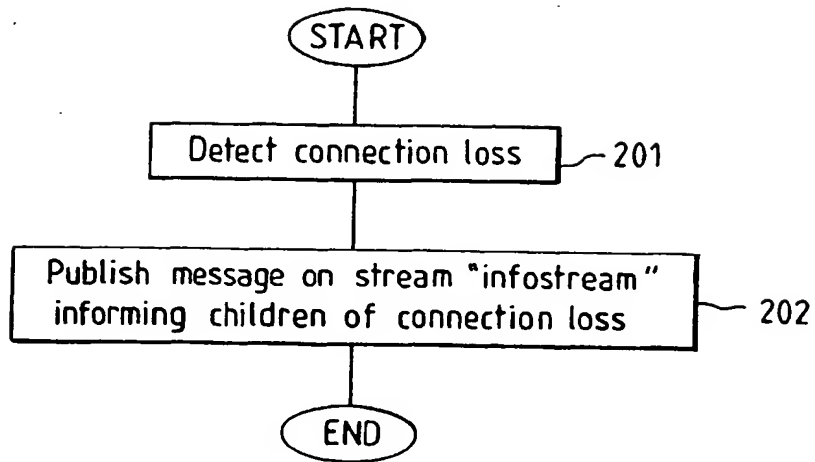 START
Detect connection loss
201
Publish message on stream "infostream"
informing children of connection loss
202
END